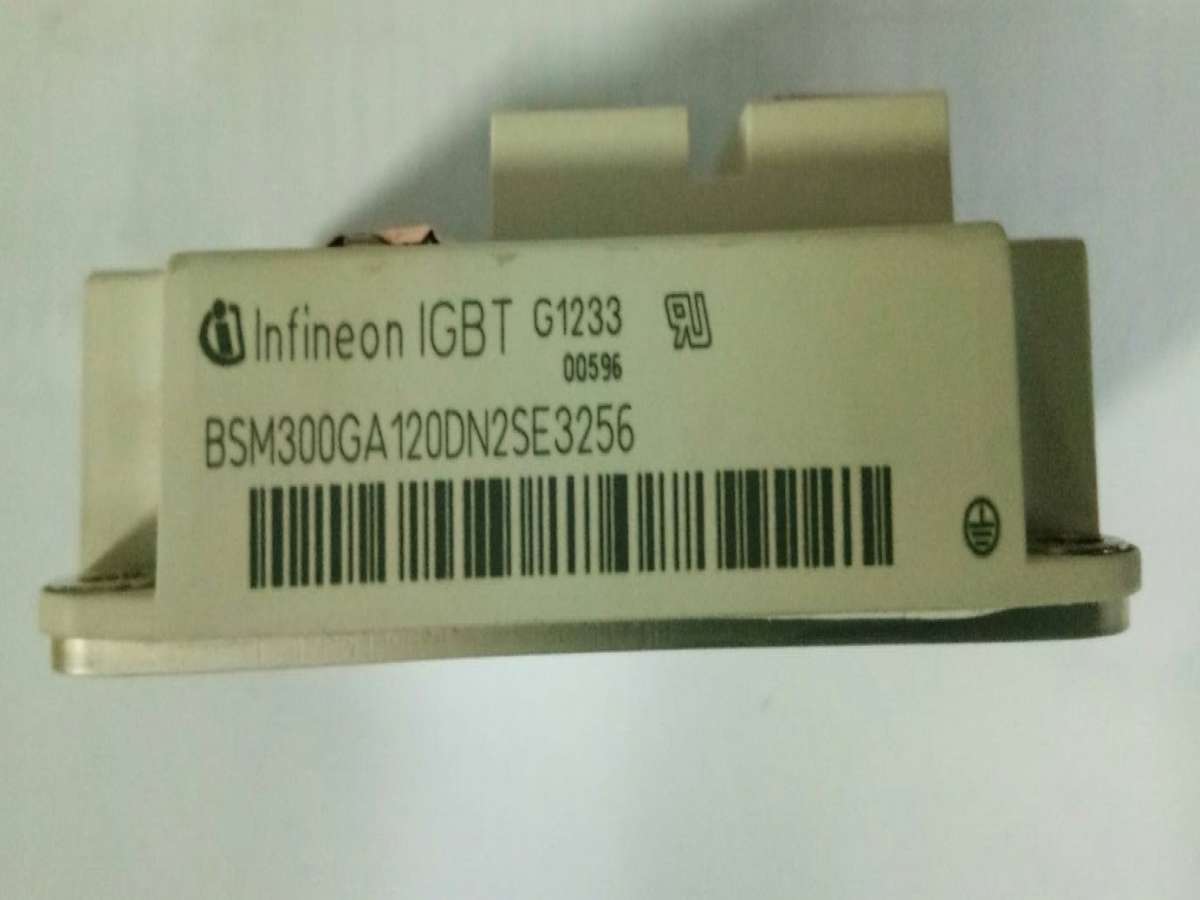 Infineon IGBT G1233
00596
BSM300GA120DN2SE3256